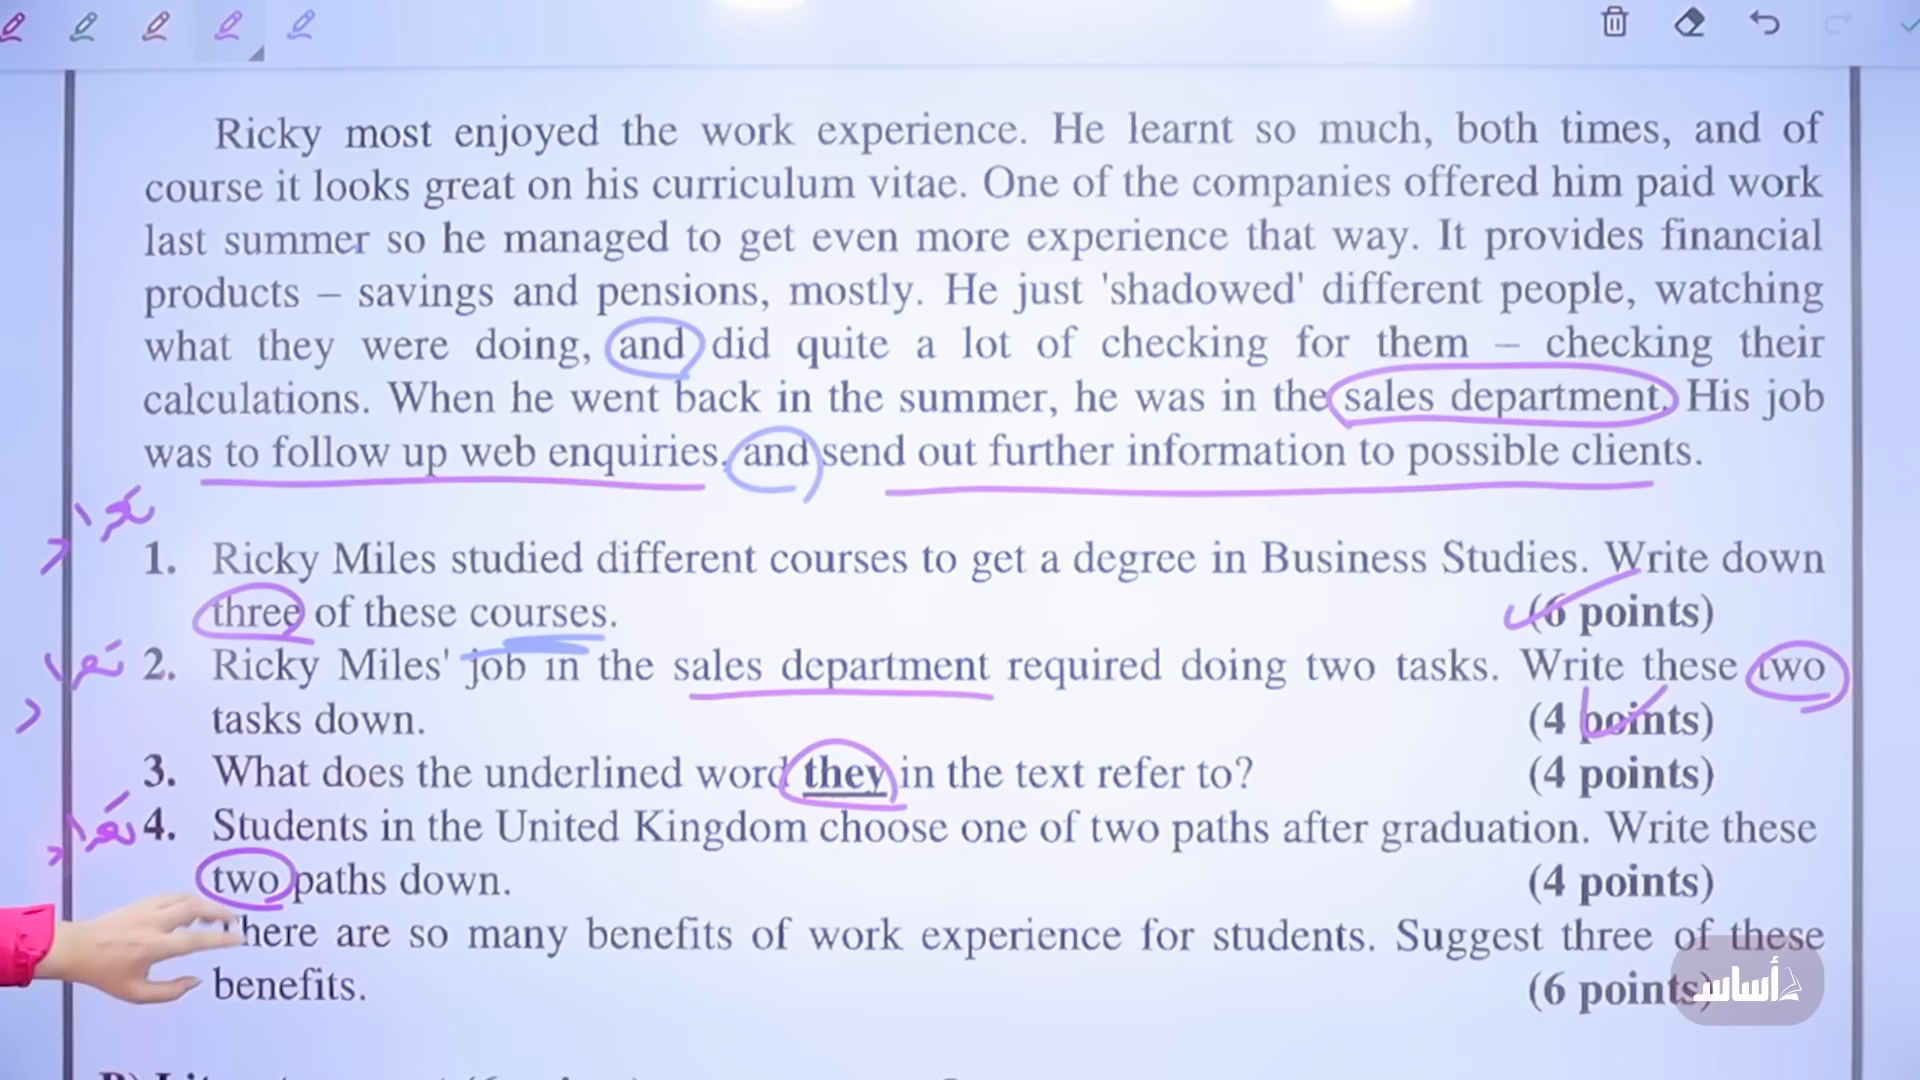 Ricky most enjoyed the work experience. He learnt so much, both times, and of
course it looks great on his curriculum vitae. One of the companies offered him paid work
last summer so he managed to get even more experience that way. It provides financial
products – savings and pensions, mostly. He just 'shadowed' different people, watching
what they were doing, and did quite a lot of checking for them – checking their
calculations. When he went back in the summer, he was in the sales department. His job
was to follow up web enquiries, and send out further information to possible clients.
1. Ricky Miles studied different courses to get a degree in Business Studies. Write down
three of these courses. (6 points)
2. Ricky Miles' job in the sales department required doing two tasks. Write these two
tasks down. (4 points)
3. What does the underlined word they in the text refer to? (4 points)
4. Students in the United Kingdom choose one of two paths after graduation. Write these
two paths down. (4 points)
There are so many benefits of work experience for students. Suggest three of these
benefits. (6 points)
أساس